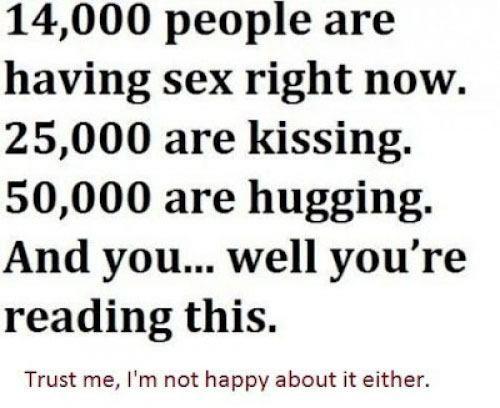 14,000 people are
having sex right now.
25,000 are kissing.
50,000 are hugging.
And you... well you're
reading this.
Trust me, I'm not happy about it either.